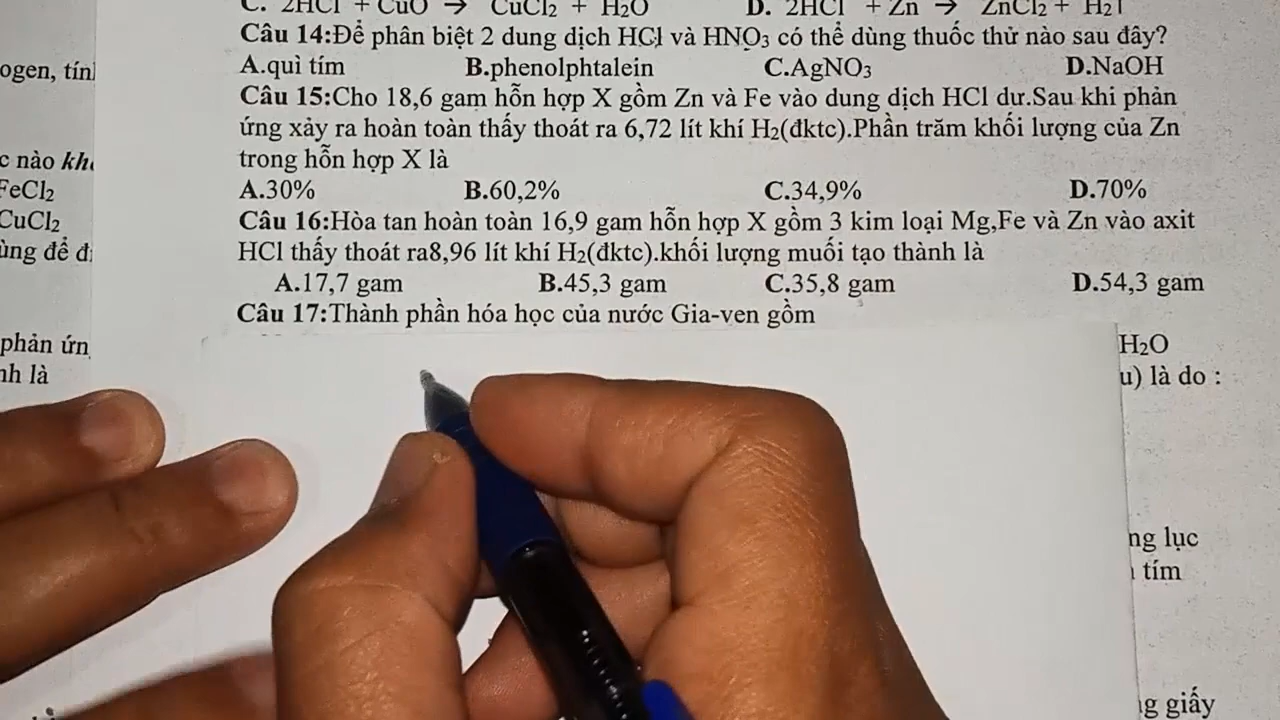 C. 2HCl + CuO → CuCl₂ + H₂O D. 2HCl + Zn → ZnCl₂ + H₂↑
Câu 14:Để phân biệt 2 dung dịch HCl và HNO₃ có thể dùng thuốc thử nào sau đây?
ogen, tính
A.quì tím B.phenolphtalein C.AgNO₃ D.NaOH
Câu 15:Cho 18,6 gam hỗn hợp X gồm Zn và Fe vào dung dịch HCl dư.Sau khi phản
ứng xảy ra hoàn toàn thấy thoát ra 6,72 lít khí H₂(đktc).Phần trăm khối lượng của Zn
c nào
trong hỗn hợp X là
FeCl₂
A.30% B.60,2% C.34,9% D.70%
CuCl₂
Câu 16:Hòa tan hoàn toàn 16,9 gam hỗn hợp X gồm 3 kim loại Mg,Fe và Zn vào axit
ùng để
HCl thấy thoát ra8,96 lít khí H₂(đktc).khối lượng muối tạo thành là
A.17,7 gam B.45,3 gam C.35,8 gam D.54,3 gam
Câu 17:Thành phần hóa học của nước Gia-ven gồm
phản ứn
H₂O
nh là
u) là do :
ng lục
tím
ng giấy